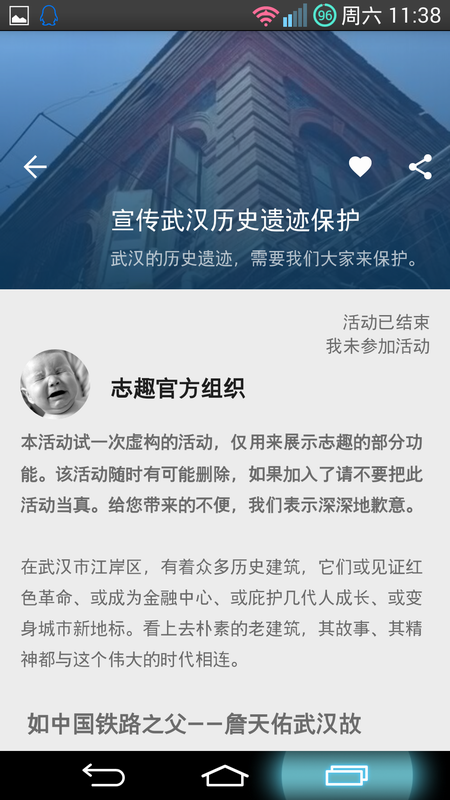 96 周六 11:38
宣传武汉历史遗迹保护
武汉的历史遗迹，需要我们大家来保护。
活动已结束
我未参加活动
志趣官方组织
本活动试一次虚构的活动，仅用来展示志趣的部分功
能。该活动随时有可能删除，如果加入了请不要把此
活动当真。给您带来的不便，我们表示深深地歉意。
在武汉市江岸区，有着众多历史建筑，它们或见证红
色革命、或成为金融中心、或庇护几代人成长、或变
身城市新地标。看上去朴素的老建筑，其故事、其精
神都与这个伟大的时代相连。
如中国铁路之父——詹天佑武汉故